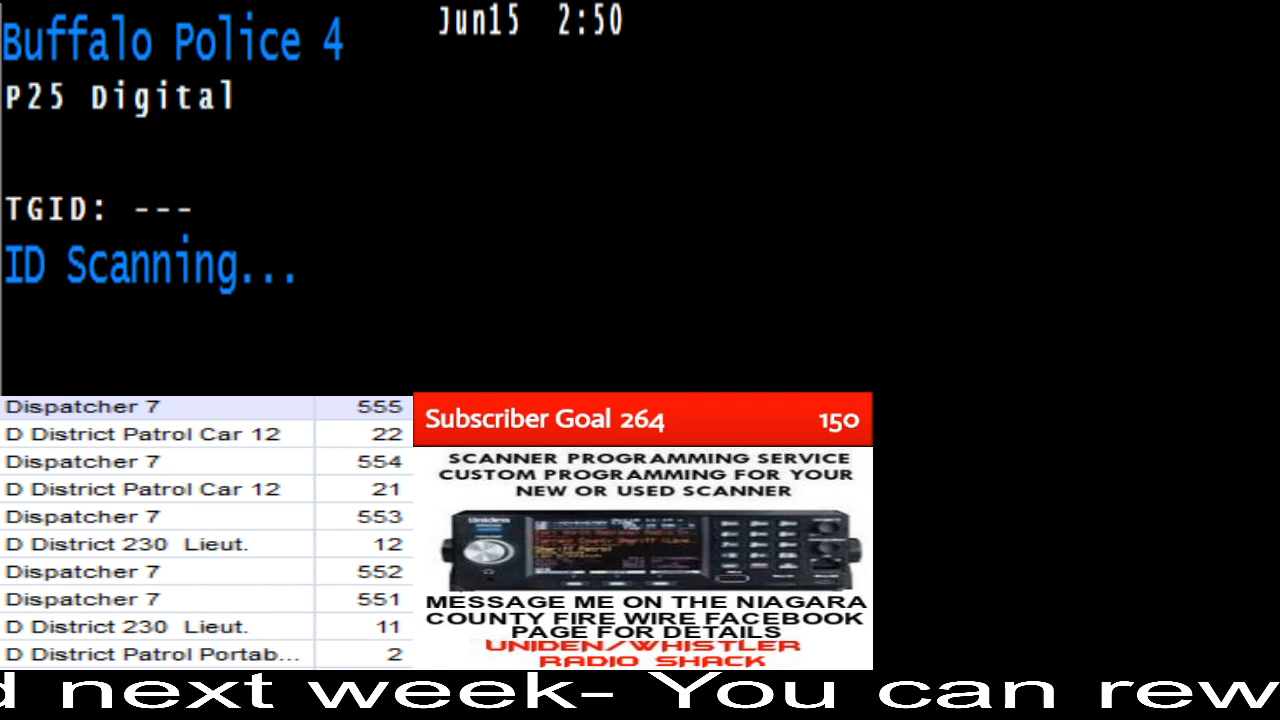 Buffalo Police 4
Jun15 2:50
P25 Digital
TGID: ---
ID Scanning...
Dispatcher 7 555
D District Patrol Car 12 22
Dispatcher 7 554
D District Patrol Car 12 21
Dispatcher 7 553
D District 230 Lieut. 12
Dispatcher 7 552
Dispatcher 7 551
D District 230 Lieut. 11
D District Patrol Portab... 2
Subscriber Goal 264 150
SCANNER PROGRAMMING SERVICE
CUSTOM PROGRAMMING FOR YOUR
NEW OR USED SCANNER
Uniden
MESSAGE ME ON THE NIAGARA
COUNTY FIRE WIRE FACEBOOK
PAGE FOR DETAILS
UNIDEN/WHISTLER
RADIO SHACK
d next week- You can rew